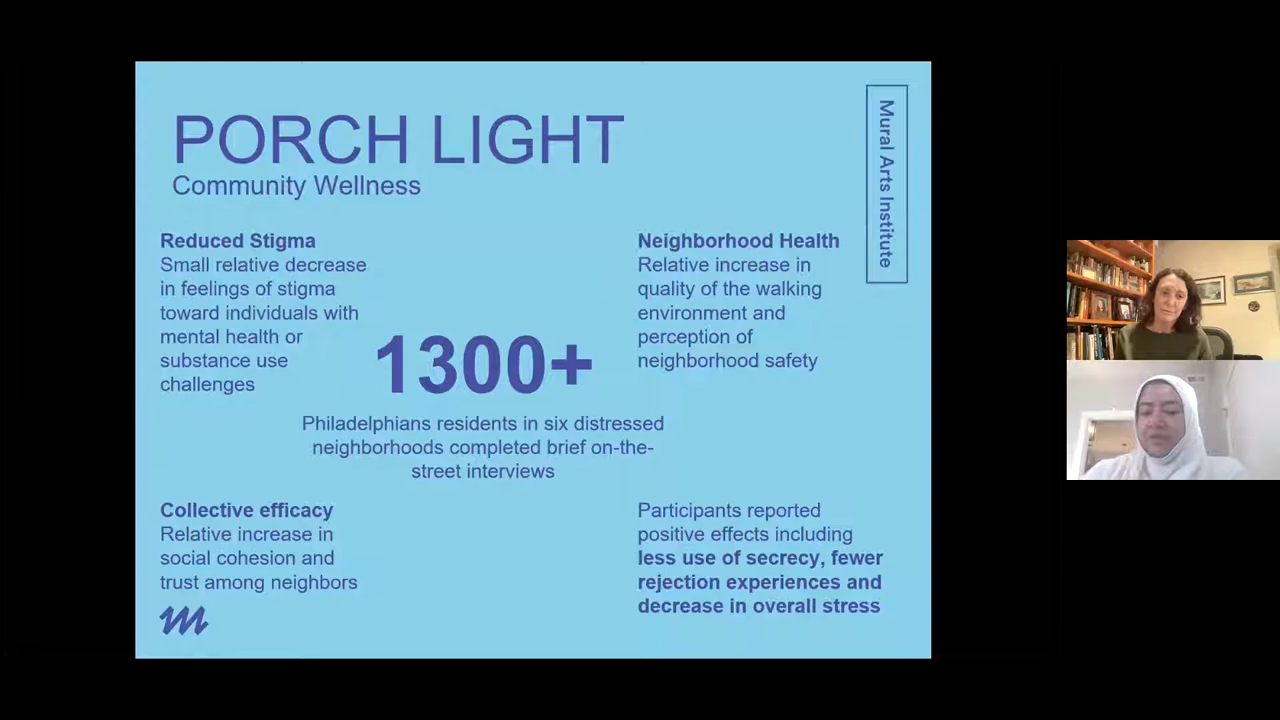 PORCH LIGHT
Community Wellness
Mural Arts Institute
Reduced Stigma
Small relative decrease
in feelings of stigma
toward individuals with
mental health or
substance use
challenges
Neighborhood Health
Relative increase in
quality of the walking
environment and
perception of
neighborhood safety
1300+
Philadelphians residents in six distressed
neighborhoods completed brief on-the-
street interviews
Collective efficacy
Relative increase in
social cohesion and
trust among neighbors
Participants reported
positive effects including
less use of secrecy, fewer
rejection experiences and
decrease in overall stress